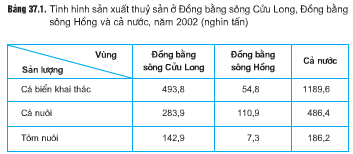 Bảng 37.1. Tình hình sản xuất thuỷ sản ở Đồng bằng sông Cửu Long, Đồng bằng
sông Hồng và cả nước, năm 2002 (nghìn tấn)
Vùng
Sản lượng
Đồng bằng
sông Cửu Long
Đồng bằng
sông Hồng
Cả nước
Cá biển khai thác 493,8 54,8 1189,6
Cá nuôi 283,9 110,9 486,4
Tôm nuôi 142,9 7,3 186,2